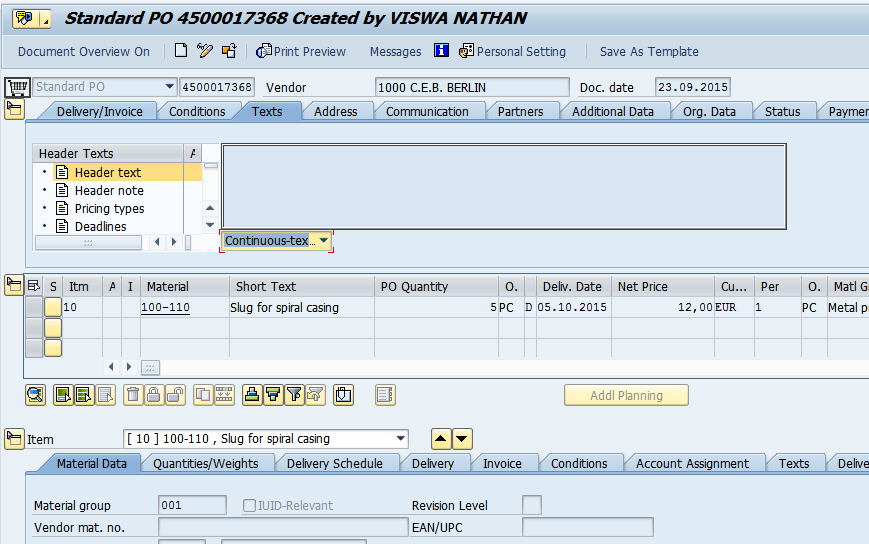 Standard PO 4500017368 Created by VISWA NATHAN
Document Overview On Print Preview Messages Personal Setting Save As Template
Standard PO 4500017368 Vendor 1000 C.E.B. BERLIN Doc. date 23.09.2015
Delivery/Invoice Conditions Texts Address Communication Partners Additional Data Org. Data Status Paymen
Header Texts A
Header text
Header note
Pricing types
Deadlines
Continuous-tex...
S Itm A I Material Short Text PO Quantity O. Deliv. Date Net Price Cu... Per O. Matl Gr
10 100-110 Slug for spiral casing 5 PC D 05.10.2015 12,00 EUR 1 PC Metal pr
Addl Planning
Item [ 10 ] 100-110 , Slug for spiral casing
Material Data Quantities/Weights Delivery Schedule Delivery Invoice Conditions Account Assignment Texts Delive
Material group 001 IUID-Relevant Revision Level
Vendor mat. no. EAN/UPC